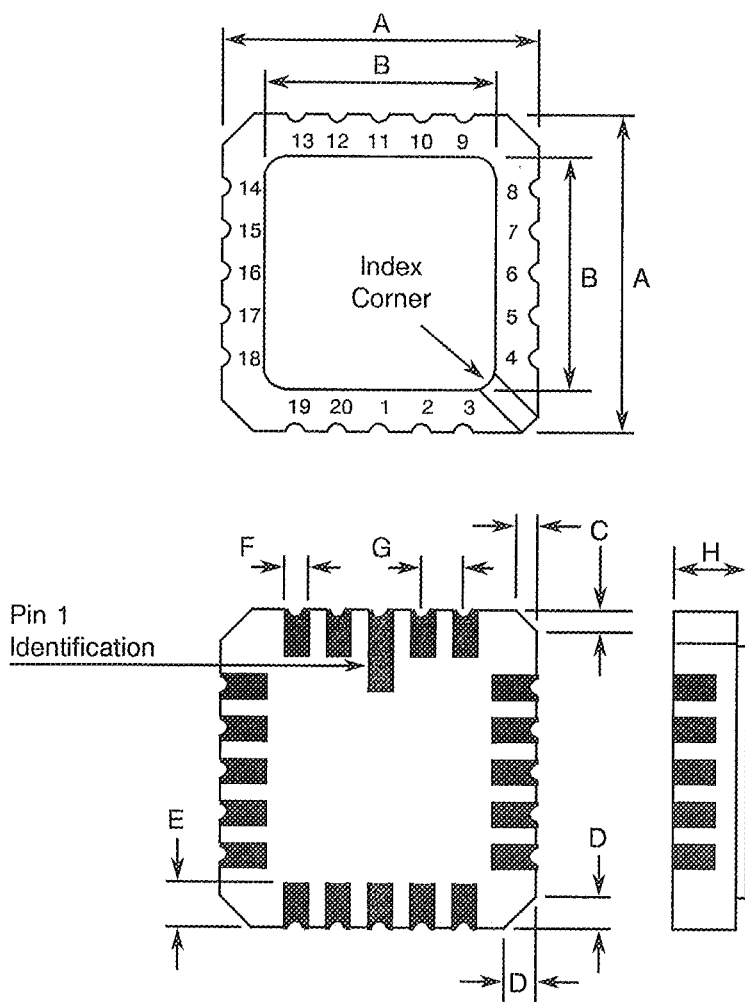 A
B
13 12 11 10 9
14 8
15 7
Index
16 6 B A
Corner
17 5
18 4
19 20 1 2 3
C
F G H
Pin 1
Identification
E D
D